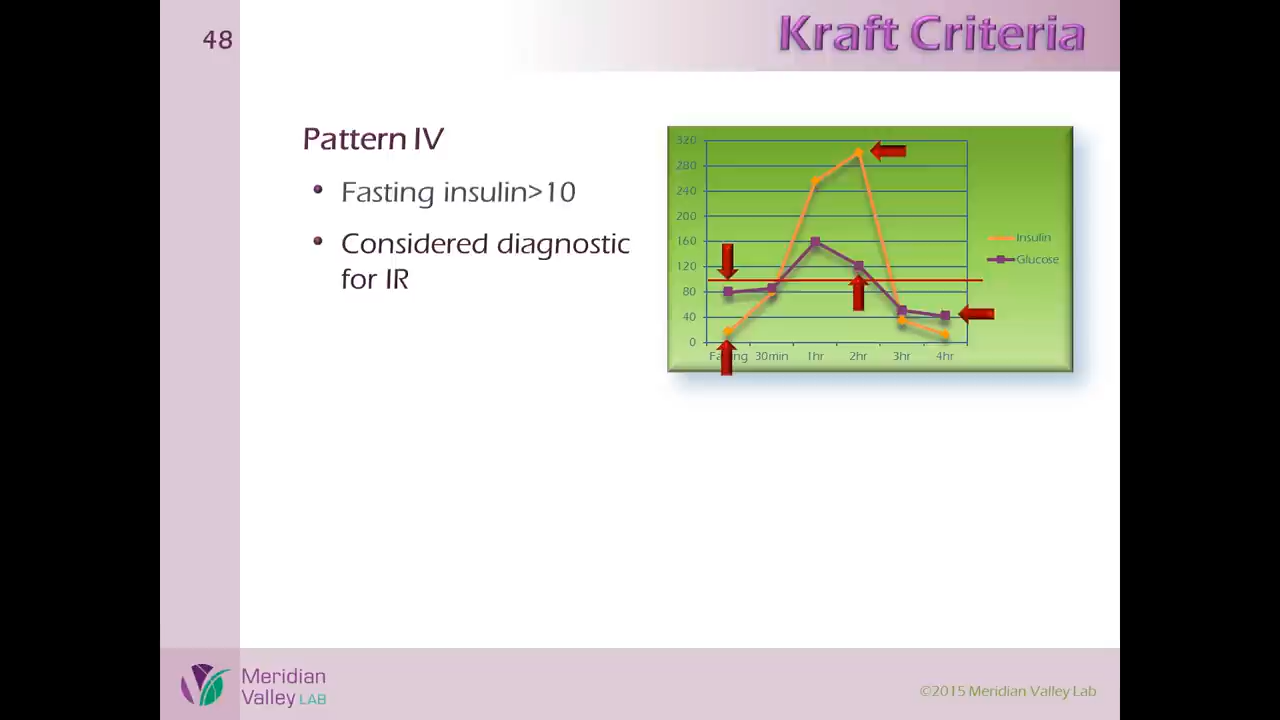 48
Kraft Criteria
Pattern IV
• Fasting insulin>10
• Considered diagnostic
for IR
320
280
240
200
160
120
80
40
0
Fasting 30min 1hr 2hr 3hr 4hr
Insulin
Glucose
Meridian
Valley LAB
©2015 Meridian Valley Lab